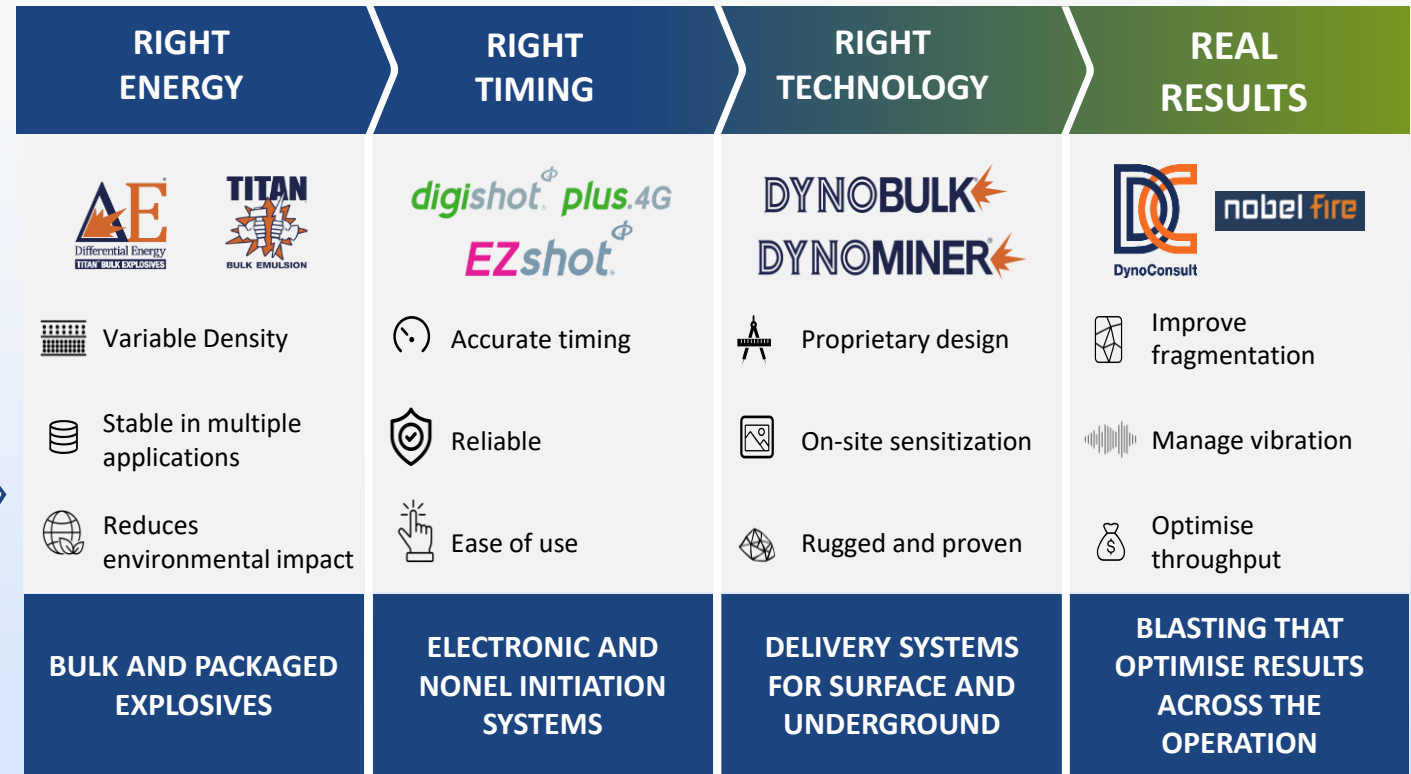 RIGHT
ENERGY
RIGHT
TIMING
RIGHT
TECHNOLOGY
REAL
RESULTS
ΔE
Differential Energy
TITAN® BULK EXPLOSIVES
TITAN
BULK EMULSION
digishot® plus.4G
EZshot®
DYNOBULK®
DYNOMINER®
DC
DynoConsult
nobel fire
Variable Density
Stable in multiple
applications
Reduces
environmental impact
Accurate timing
Reliable
Ease of use
Proprietary design
On-site sensitization
Rugged and proven
Improve
fragmentation
Manage vibration
$
Optimise
throughput
BULK AND PACKAGED
EXPLOSIVES
ELECTRONIC AND
NONEL INITIATION
SYSTEMS
DELIVERY SYSTEMS
FOR SURFACE AND
UNDERGROUND
BLASTING THAT
OPTIMISE RESULTS
ACROSS THE
OPERATION